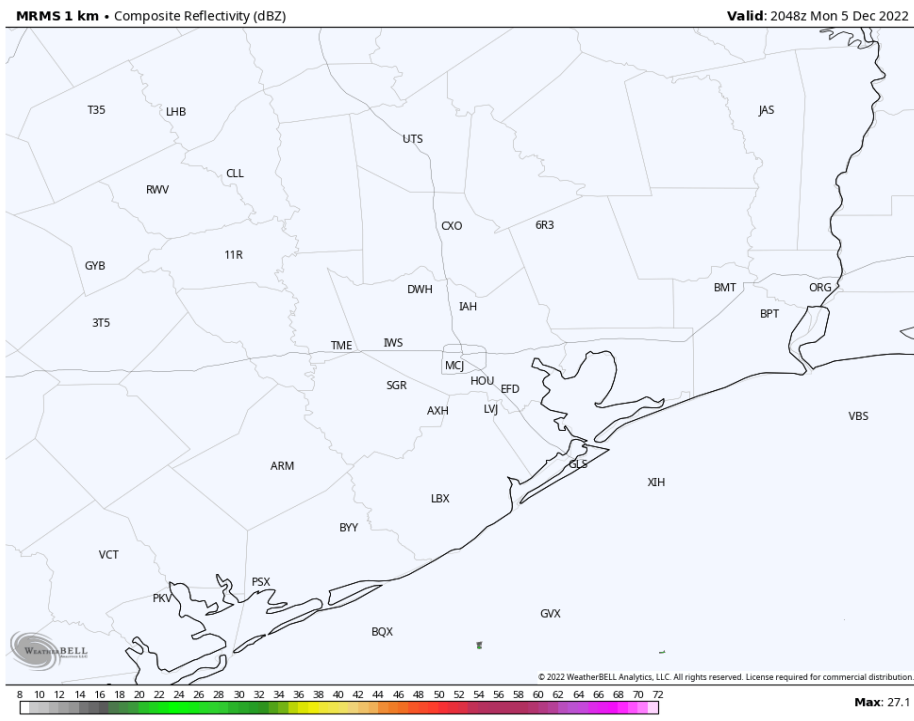 MRMS 1 km • Composite Reflectivity (dBZ)
Valid: 2048z Mon 5 Dec 2022
T35
LHB
JAS
UTS
CLL
RWV
CXO
6R3
11R
GYB
DWH
BMT
ORG
IAH
BPT
3T5
TME
IWS
MCJ
HOU
SGR
EFD
AXH
LVJ
VBS
GLS
ARM
XIH
LBX
BYY
VCT
PSX
PKV
GVX
BQX
WEATHERBELL
© 2022 WeatherBELL Analytics, LLC. All rights reserved. License required for commercial distribution.
8 10 12 14 16 18 20 22 24 26 28 30 32 34 36 38 40 42 44 46 48 50 52 54 56 58 60 62 64 66 68 70 72
Max: 27.1